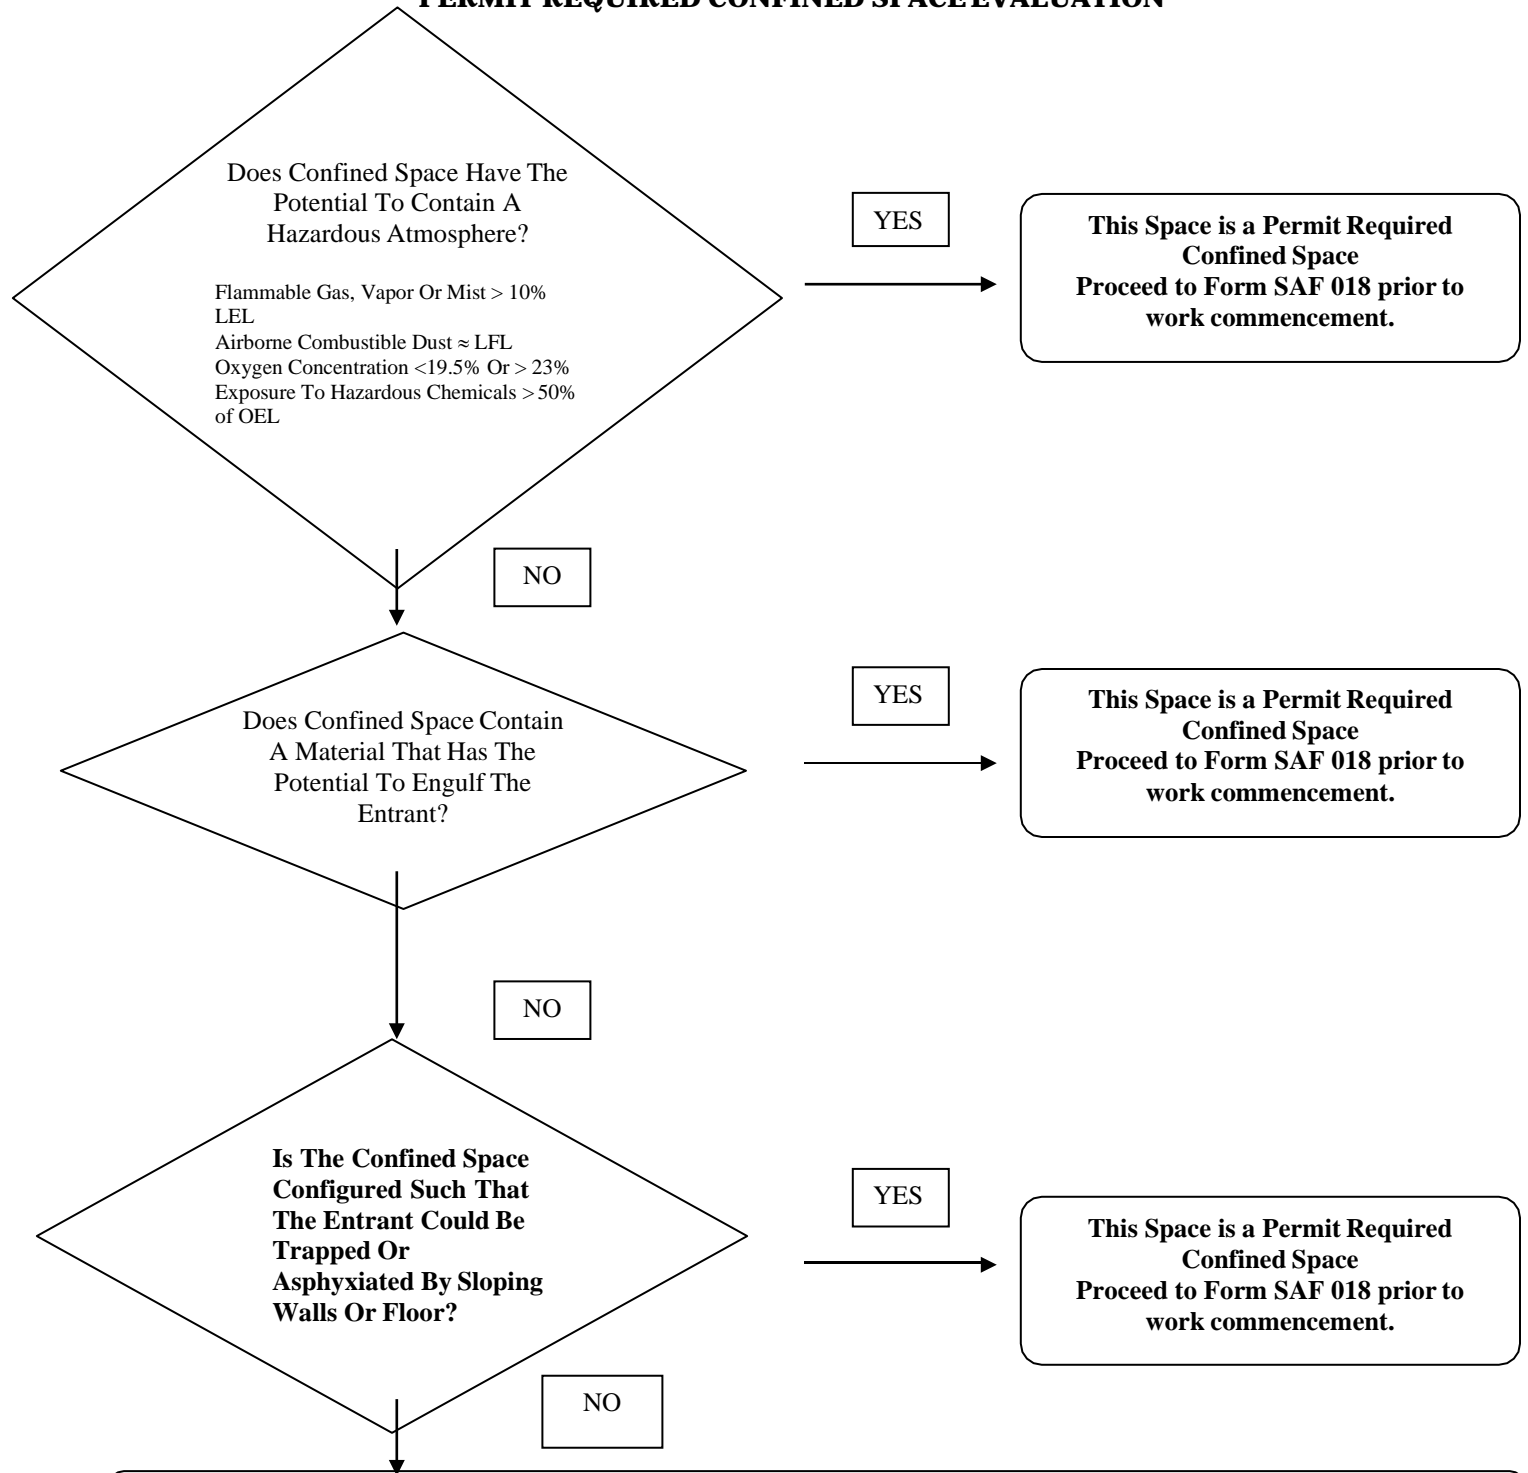 PERMIT REQUIRED CONFINED SPACE EVALUATION
Does Confined Space Have The
Potential To Contain A
Hazardous Atmosphere?
Flammable Gas, Vapor Or Mist > 10%
LEL
Airborne Combustible Dust ≈ LFL
Oxygen Concentration <19.5% Or > 23%
Exposure To Hazardous Chemicals > 50%
of OEL
YES
This Space is a Permit Required
Confined Space
Proceed to Form SAF 018 prior to
work commencement.
NO
Does Confined Space Contain
A Material That Has The
Potential To Engulf The
Entrant?
YES
This Space is a Permit Required
Confined Space
Proceed to Form SAF 018 prior to
work commencement.
NO
Is The Confined Space
Configured Such That
The Entrant Could Be
Trapped Or
Asphyxiated By Sloping
Walls Or Floor?
YES
This Space is a Permit Required
Confined Space
Proceed to Form SAF 018 prior to
work commencement.
NO